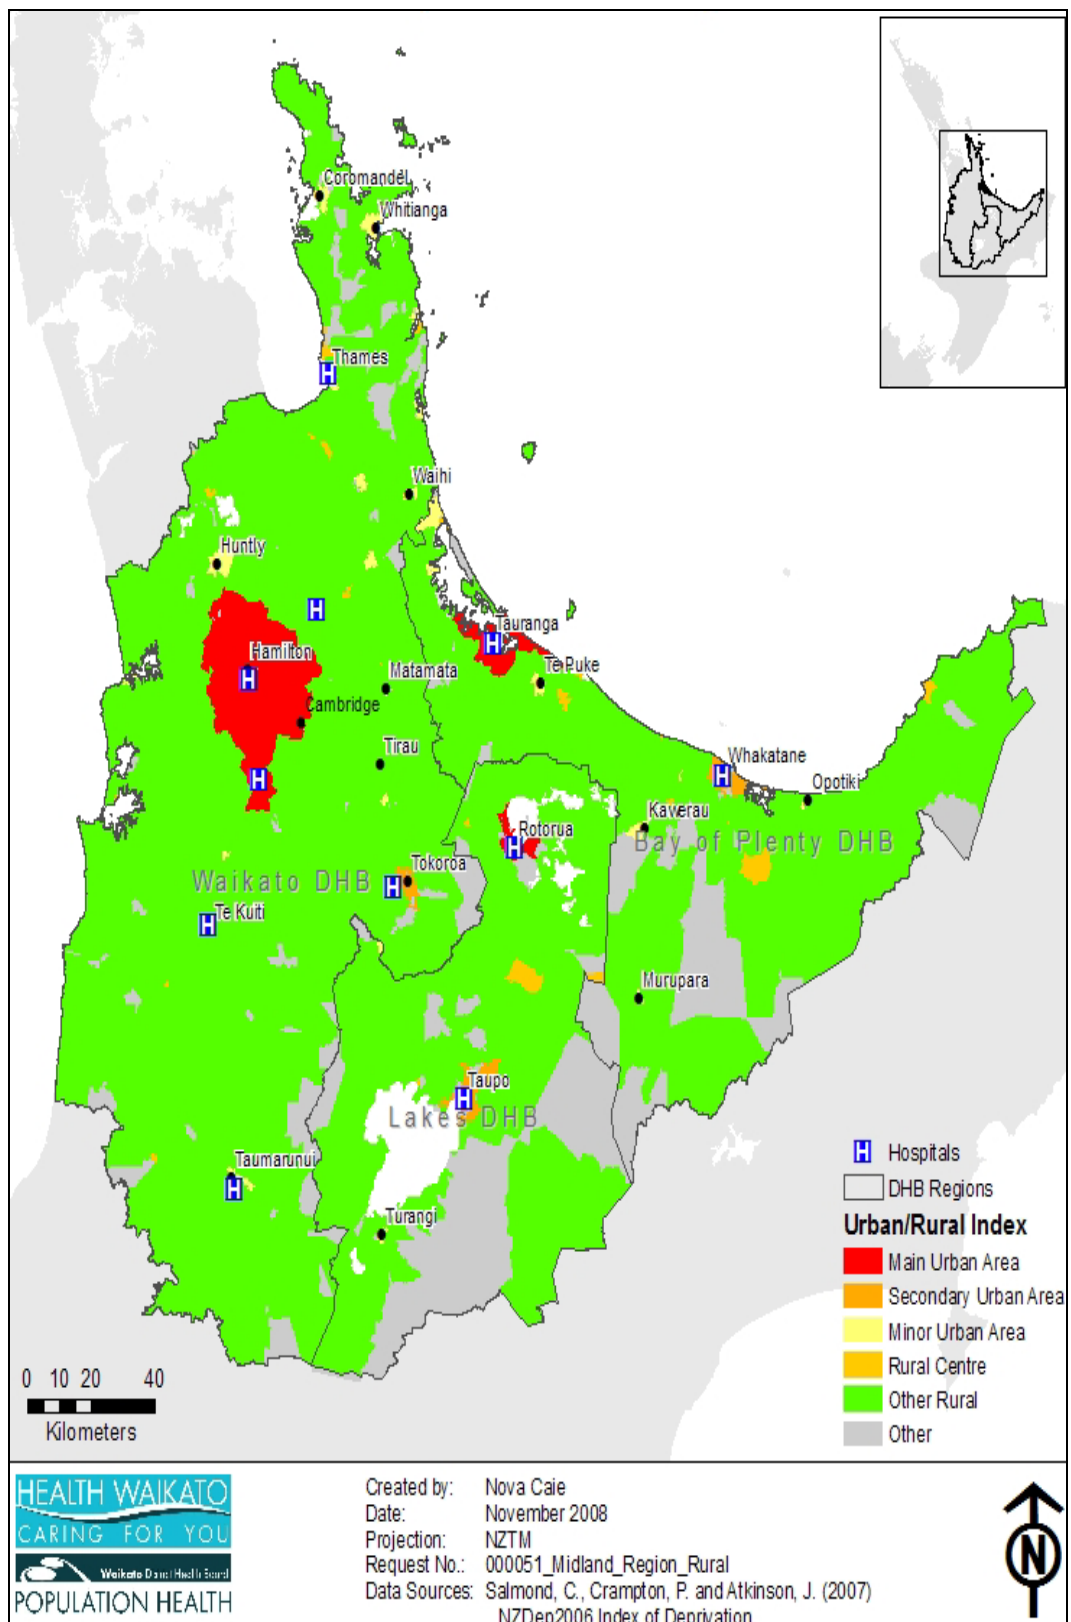 Coromandel
Whitianga
Thames
Waihi
Huntly
Tauranga
Hamilton
Te Puke
Matamata
Cambridge
Tirau
Whakatane
Opotiki
Kawerau
Rotorua
Bay of Plenty DHB
Tokoroa
Waikato DHB
Te Kuiti
Murupara
Taupo
Lakes DHB
Taumarunui
Turangi
H Hospitals
DHB Regions
Urban/Rural Index
Main Urban Area
Secondary Urban Area
Minor Urban Area
Rural Centre
Other Rural
Other
0 10 20 40
Kilometers
HEALTH WAIKATO
CARING FOR YOU
Waikato District Health Board
POPULATION HEALTH
Created by: Nova Caie
Date: November 2008
Projection: NZTM
Request No.: 000051_Midland_Region_Rural
Data Sources: Salmond, C., Crampton, P. and Atkinson, J. (2007)
NZDep2006 Index of Deprivation
N